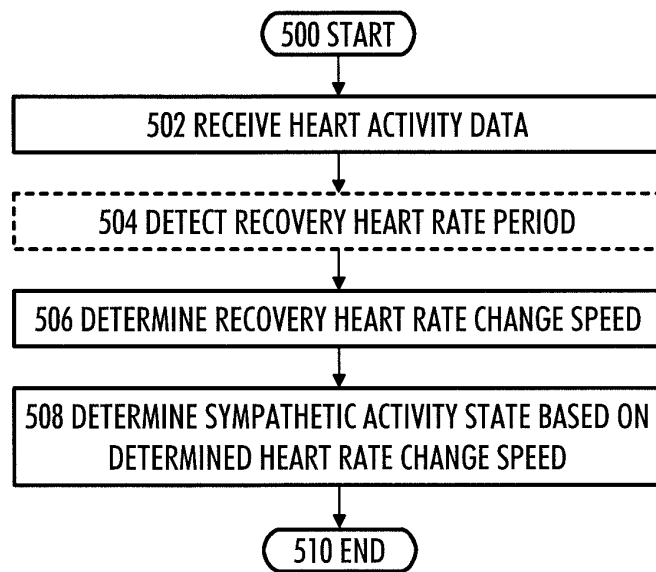 500 START
502 RECEIVE HEART ACTIVITY DATA
504 DETECT RECOVERY HEART RATE PERIOD
506 DETERMINE RECOVERY HEART RATE CHANGE SPEED
508 DETERMINE SYMPATHETIC ACTIVITY STATE BASED ON
DETERMINED HEART RATE CHANGE SPEED
510 END